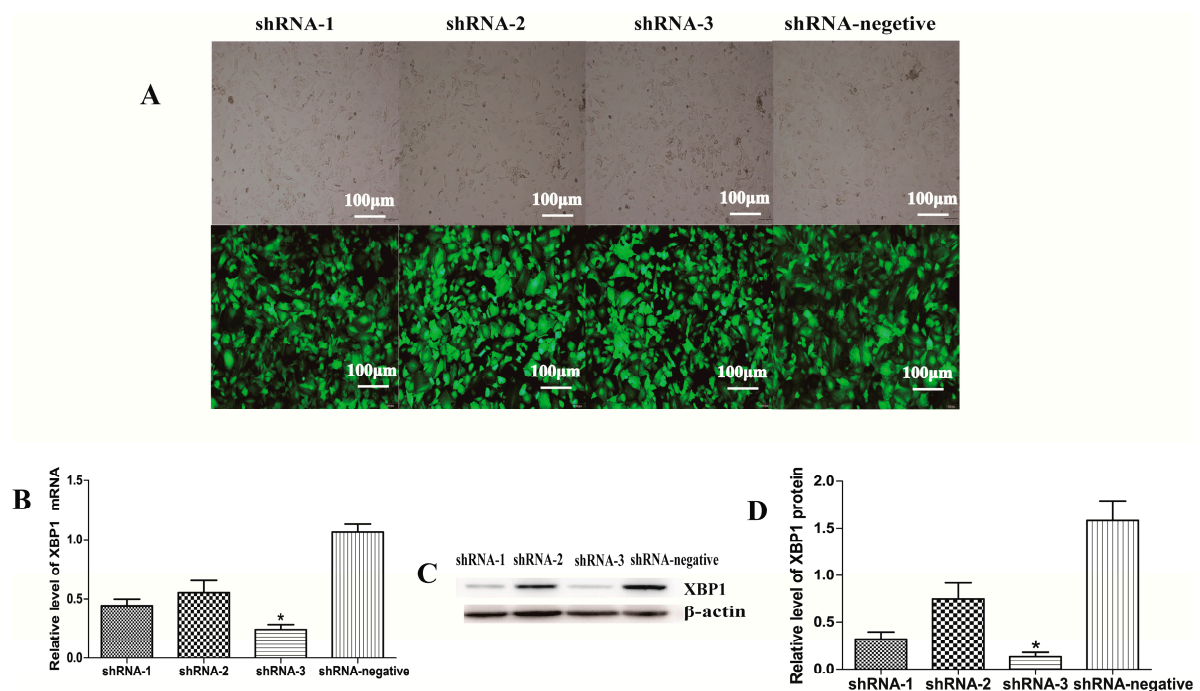 shRNA-1 shRNA-2 shRNA-3 shRNA-negetive
A
100μm 100μm 100μm 100μm
100μm 100μm 100μm 100μm
B
Relative level of XBP1 mRNA
1.5
1.0
0.5
0.0
*
shRNA-1 shRNA-2 shRNA-3 shRNA-negative
C
shRNA-1 shRNA-2 shRNA-3 shRNA-negative
XBP1
β-actin
D
Relative level of XBP1 protein
2.0
1.5
1.0
0.5
0.0
*
shRNA-1 shRNA-2 shRNA-3 shRNA-negative